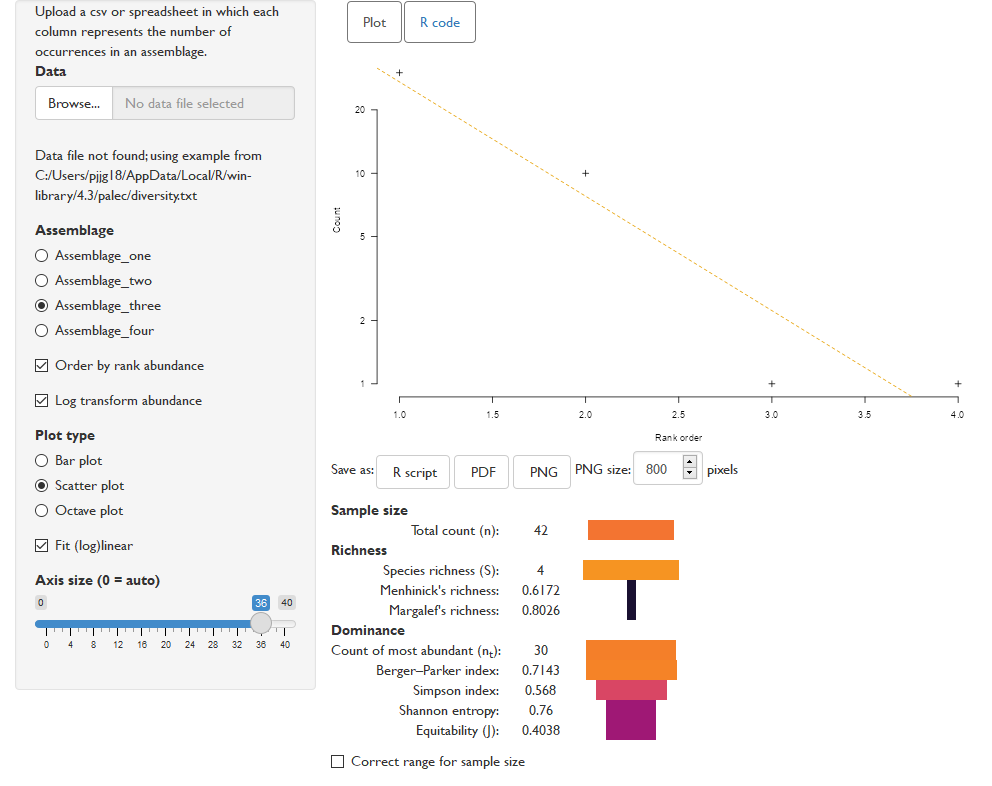 Upload a csv or spreadsheet in which each
column represents the number of
occurrences in an assemblage.
Data
Browse... No data file selected
Data file not found; using example from
C:/Users/pjjg18/AppData/Local/R/win-
library/4.3/palec/diversity.txt
Assemblage
Assemblage_one
Assemblage_two
Assemblage_three
Assemblage_four
Order by rank abundance
Log transform abundance
Plot type
Bar plot
Scatter plot
Octave plot
Fit (log)linear
Axis size (0 = auto)
0 36 40
0 4 8 12 16 20 24 28 32 36 40
Plot R code
20
10
5
2
1
Count
1.0 1.5 2.0 2.5 3.0 3.5 4.0
Rank order
Save as: R script PDF PNG PNG size: 800 pixels
Sample size
Total count (n): 42
Richness
Species richness (S): 4
Menhinick's richness: 0.6172
Margalef's richness: 0.8026
Dominance
Count of most abundant (nt): 30
Berger–Parker index: 0.7143
Simpson index: 0.568
Shannon entropy: 0.76
Equitability (J): 0.4038
Correct range for sample size